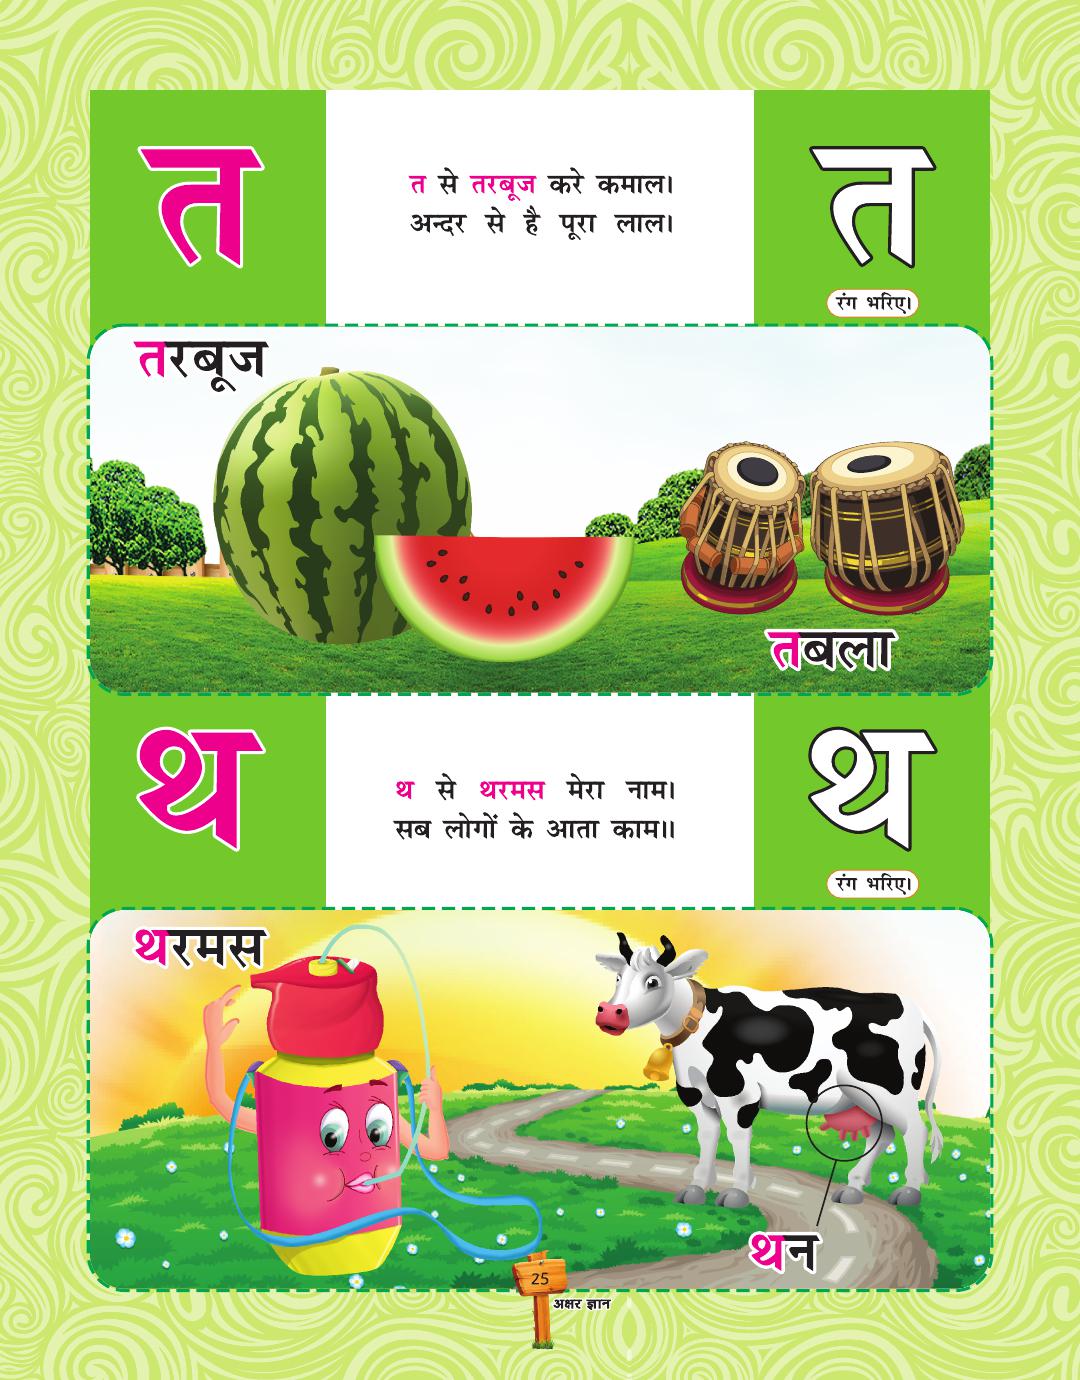 त
त से तरबूज करे कमाल।
अन्दर से है पूरा लाल।
त
रंग भरिए।
तरबूज
तबला
थ
थ से थरमस मेरा नाम।
सब लोगों के आता काम॥
थ
रंग भरिए।
थरमस
थन
25
अक्षर ज्ञान